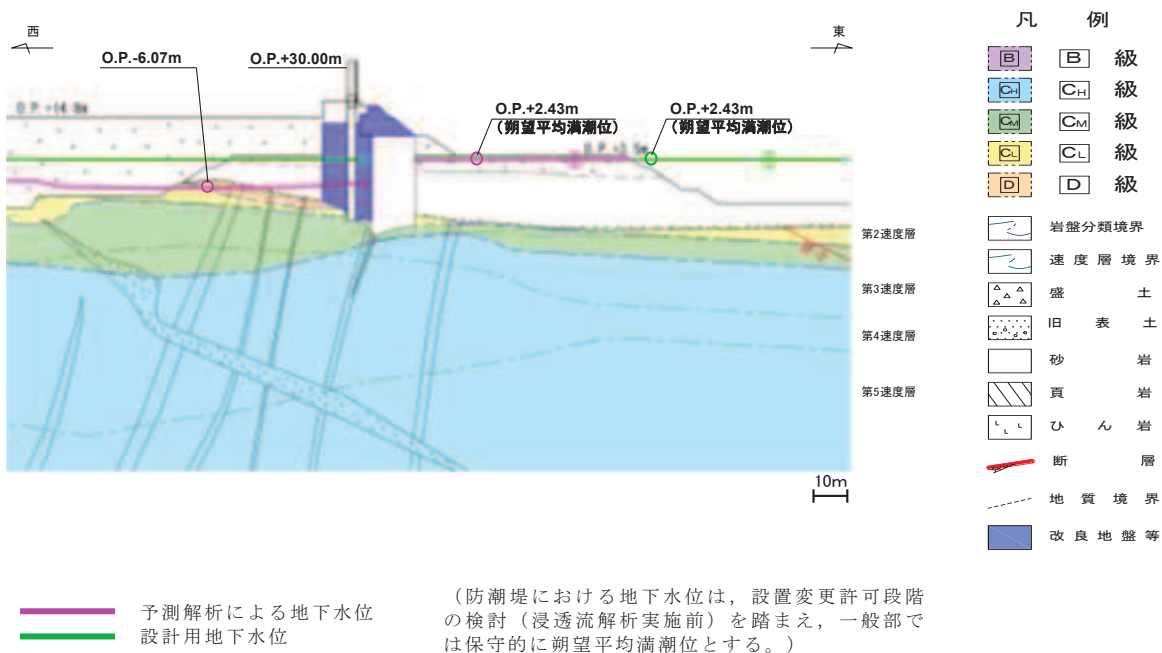 西
東
O.P.-6.07m
O.P.+30.00m
O.P.+2.43m
(朔望平均満潮位)
O.P.+2.43m
(朔望平均満潮位)
第2速度層
第3速度層
第4速度層
第5速度層
10m
凡 例
B B 級
CH CH 級
CM CM 級
CL CL 級
D D 級
岩盤分類境界
速度層境界
盛土
旧表土
砂岩
頁岩
ひん岩
断層
地質境界
改良地盤等
予測解析による地下水位
設計用地下水位
(防潮堤における地下水位は,設置変更許可段階
の検討(浸透流解析実施前)を踏まえ,一般部で
は保守的に朔望平均満潮位とする。)